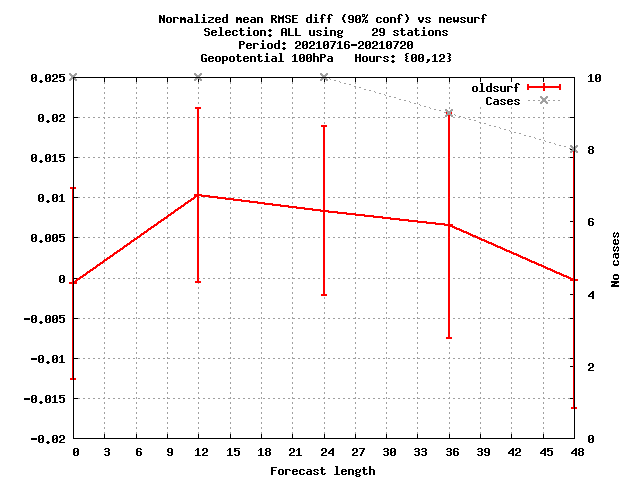 Normalized mean RMSE diff (90% conf) vs newsurf
Selection: ALL using    29 stations
Period: 20210716-20210720
Geopotential 100hPa   Hours: {00,12}
oldsurf
Cases
0.025
0.02
0.015
0.01
0.005
0
-0.005
-0.01
-0.015
-0.02
10
8
6
4
2
0
No cases
0 3 6 9 12 15 18 21 24 27 30 33 36 39 42 45 48
Forecast length